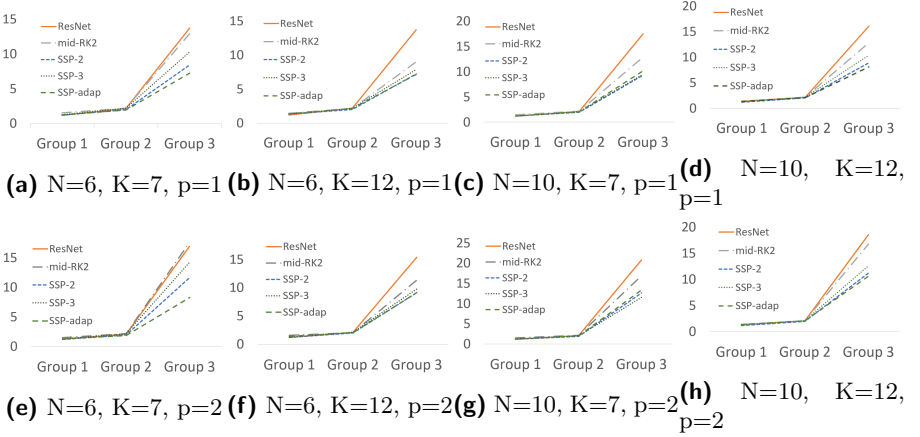 15
10
5
0
ResNet
mid-RK2
SSP-2
SSP-3
SSP-adap
Group 1 Group 2 Group 3
(a) N=6, K=7, p=1
15
10
5
0
ResNet
mid-RK2
SSP-2
SSP-3
SSP-adap
Group 1 Group 2 Group 3
(b) N=6, K=12, p=1
20
15
10
5
0
ResNet
mid-RK2
SSP-2
SSP-3
SSP-adap
Group 1 Group 2 Group 3
(c) N=10, K=7, p=1
20
15
10
5
0
ResNet
mid-RK2
SSP-2
SSP-3
SSP-adap
Group 1 Group 2 Group 3
(d) N=10, K=12,
p=1
15
10
5
0
ResNet
mid-RK2
SSP-2
SSP-3
SSP-adap
Group 1 Group 2 Group 3
(e) N=6, K=7, p=2
15
10
5
0
ResNet
mid-RK2
SSP-2
SSP-3
SSP-adap
Group 1 Group 2 Group 3
(f) N=6, K=12, p=2
25
20
15
10
5
0
ResNet
mid-RK2
SSP-2
SSP-3
SSP-adap
Group 1 Group 2 Group 3
(g) N=10, K=7, p=2
20
15
10
5
0
ResNet
mid-RK2
SSP-2
SSP-3
SSP-adap
Group 1 Group 2 Group 3
(h) N=10, K=12,
p=2